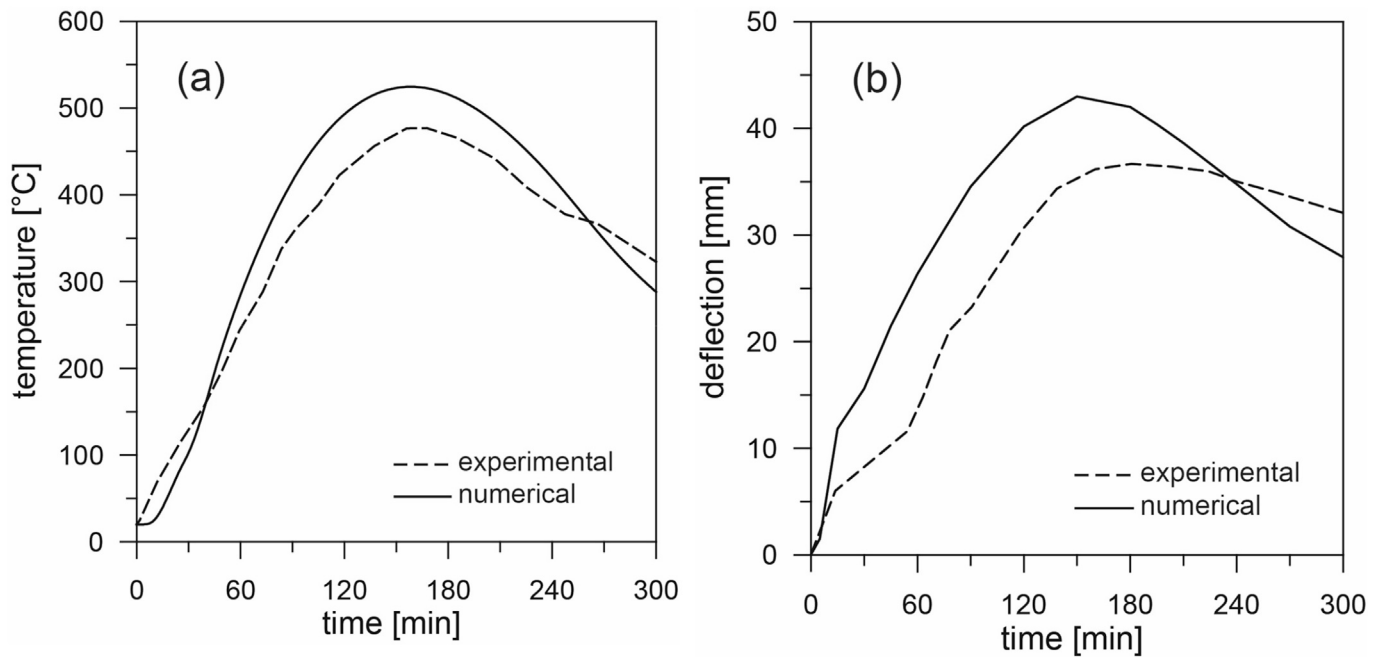 (a)
temperature [°C]
600
500
400
300
200
100
0
experimental
numerical
0 60 120 180 240 300
time [min]
(b)
deflection [mm]
50
40
30
20
10
0
experimental
numerical
0 60 120 180 240 300
time [min]